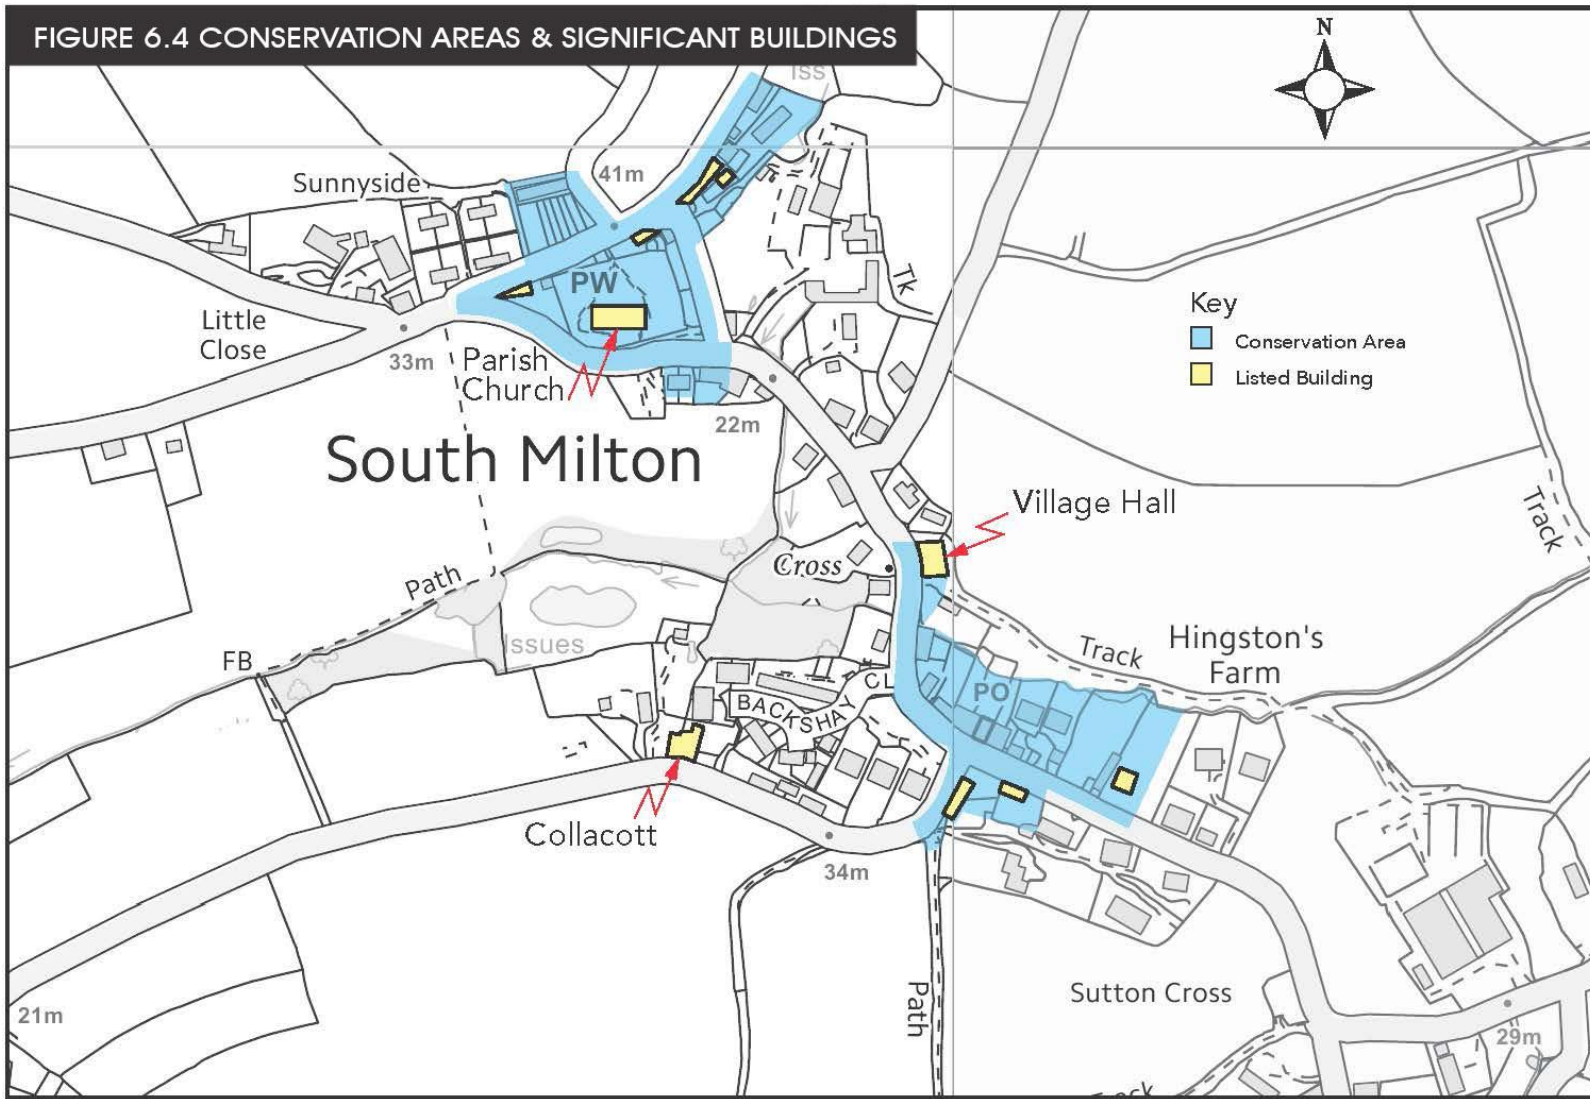 FIGURE 6.4 CONSERVATION AREAS & SIGNIFICANT BUILDINGS
N
Iss
41m
Sunnyside
PW
Tk
Little
Close
33m
Parish
Church
22m
Key
Conservation Area
Listed Building
South Milton
Village Hall
Track
Cross
Path
Issues
FB
Track
Hingston's
Farm
PO
BACKSHAY CL
Collacott
34m
Path
Sutton Cross
21m
29m
Track